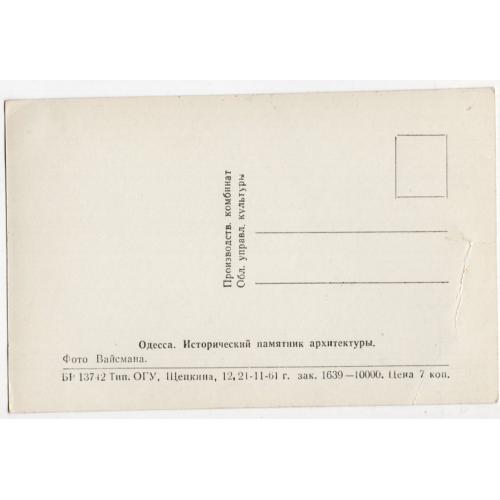 Производств. комбинат
Обл. управл. культуры
Одесса. Исторический памятник архитектуры.
Фото Вайсмана.
БР 13742 Тип. ОГУ, Щепкина, 12, 21-11-61 г. зак. 1639—10000. Цена 7 коп.